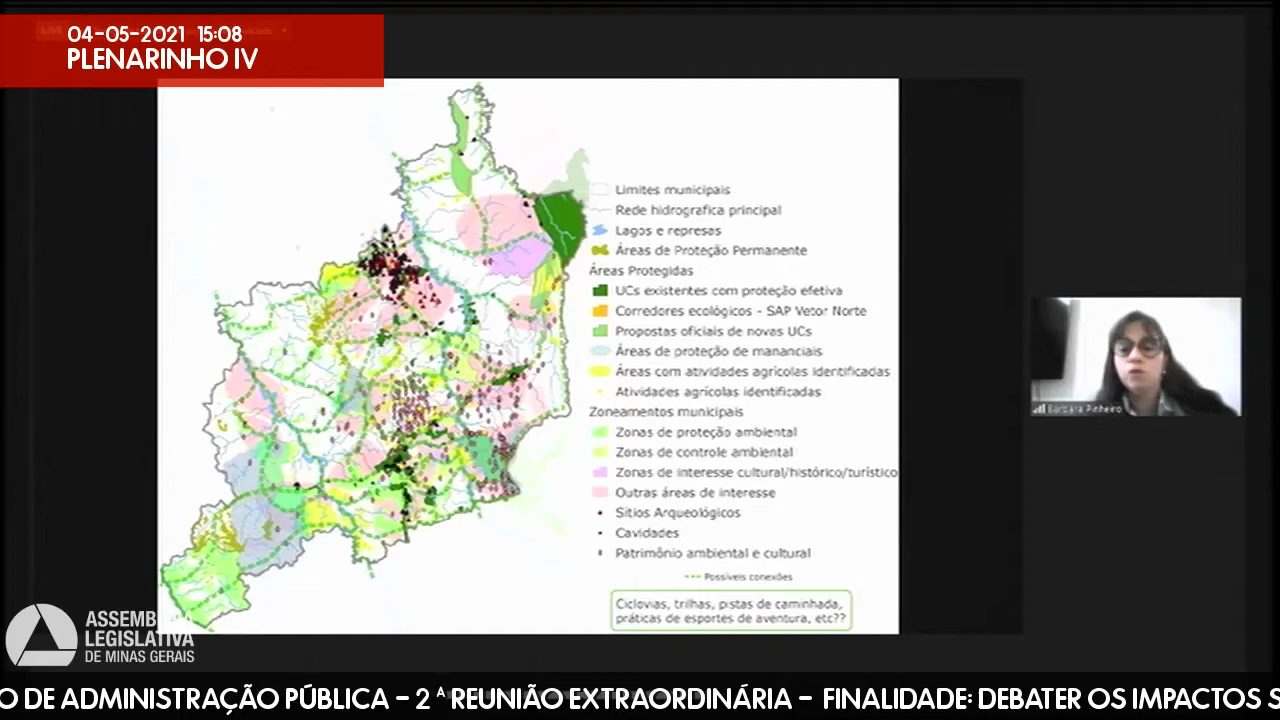 04-05-2021 15:08
PLENARINHO IV
Limites municipais
Rede hidrografica principal
Lagos e represas
Áreas de Proteção Permanente
Áreas Protegidas
UCs existentes com proteção efetiva
Corredores ecológicos - SAP Vetor Norte
Propostas oficiais de novas UCs
Áreas de proteção de mananciais
Áreas com atividades agrícolas identificadas
Atividades agrícolas identificadas
Zoneamentos municipais
Zonas de proteção ambiental
Zonas de controle ambiental
Zonas de interesse cultural/histórico/turístico
Outras áreas de interesse
Sitios Arqueológicos
Cavidades
Patrimônio ambiental e cultural
Possíveis conexões
Ciclovias, trilhas, pistas de caminhada,
práticas de esportes de aventura, etc??
Bárbara Pinheiro
ASSEMBLEIA
LEGISLATIVA
DE MINAS GERAIS
O DE ADMINISTRAÇÃO PÚBLICA - 2ª REUNIÃO EXTRAORDINÁRIA - FINALIDADE: DEBATER OS IMPACTOS S